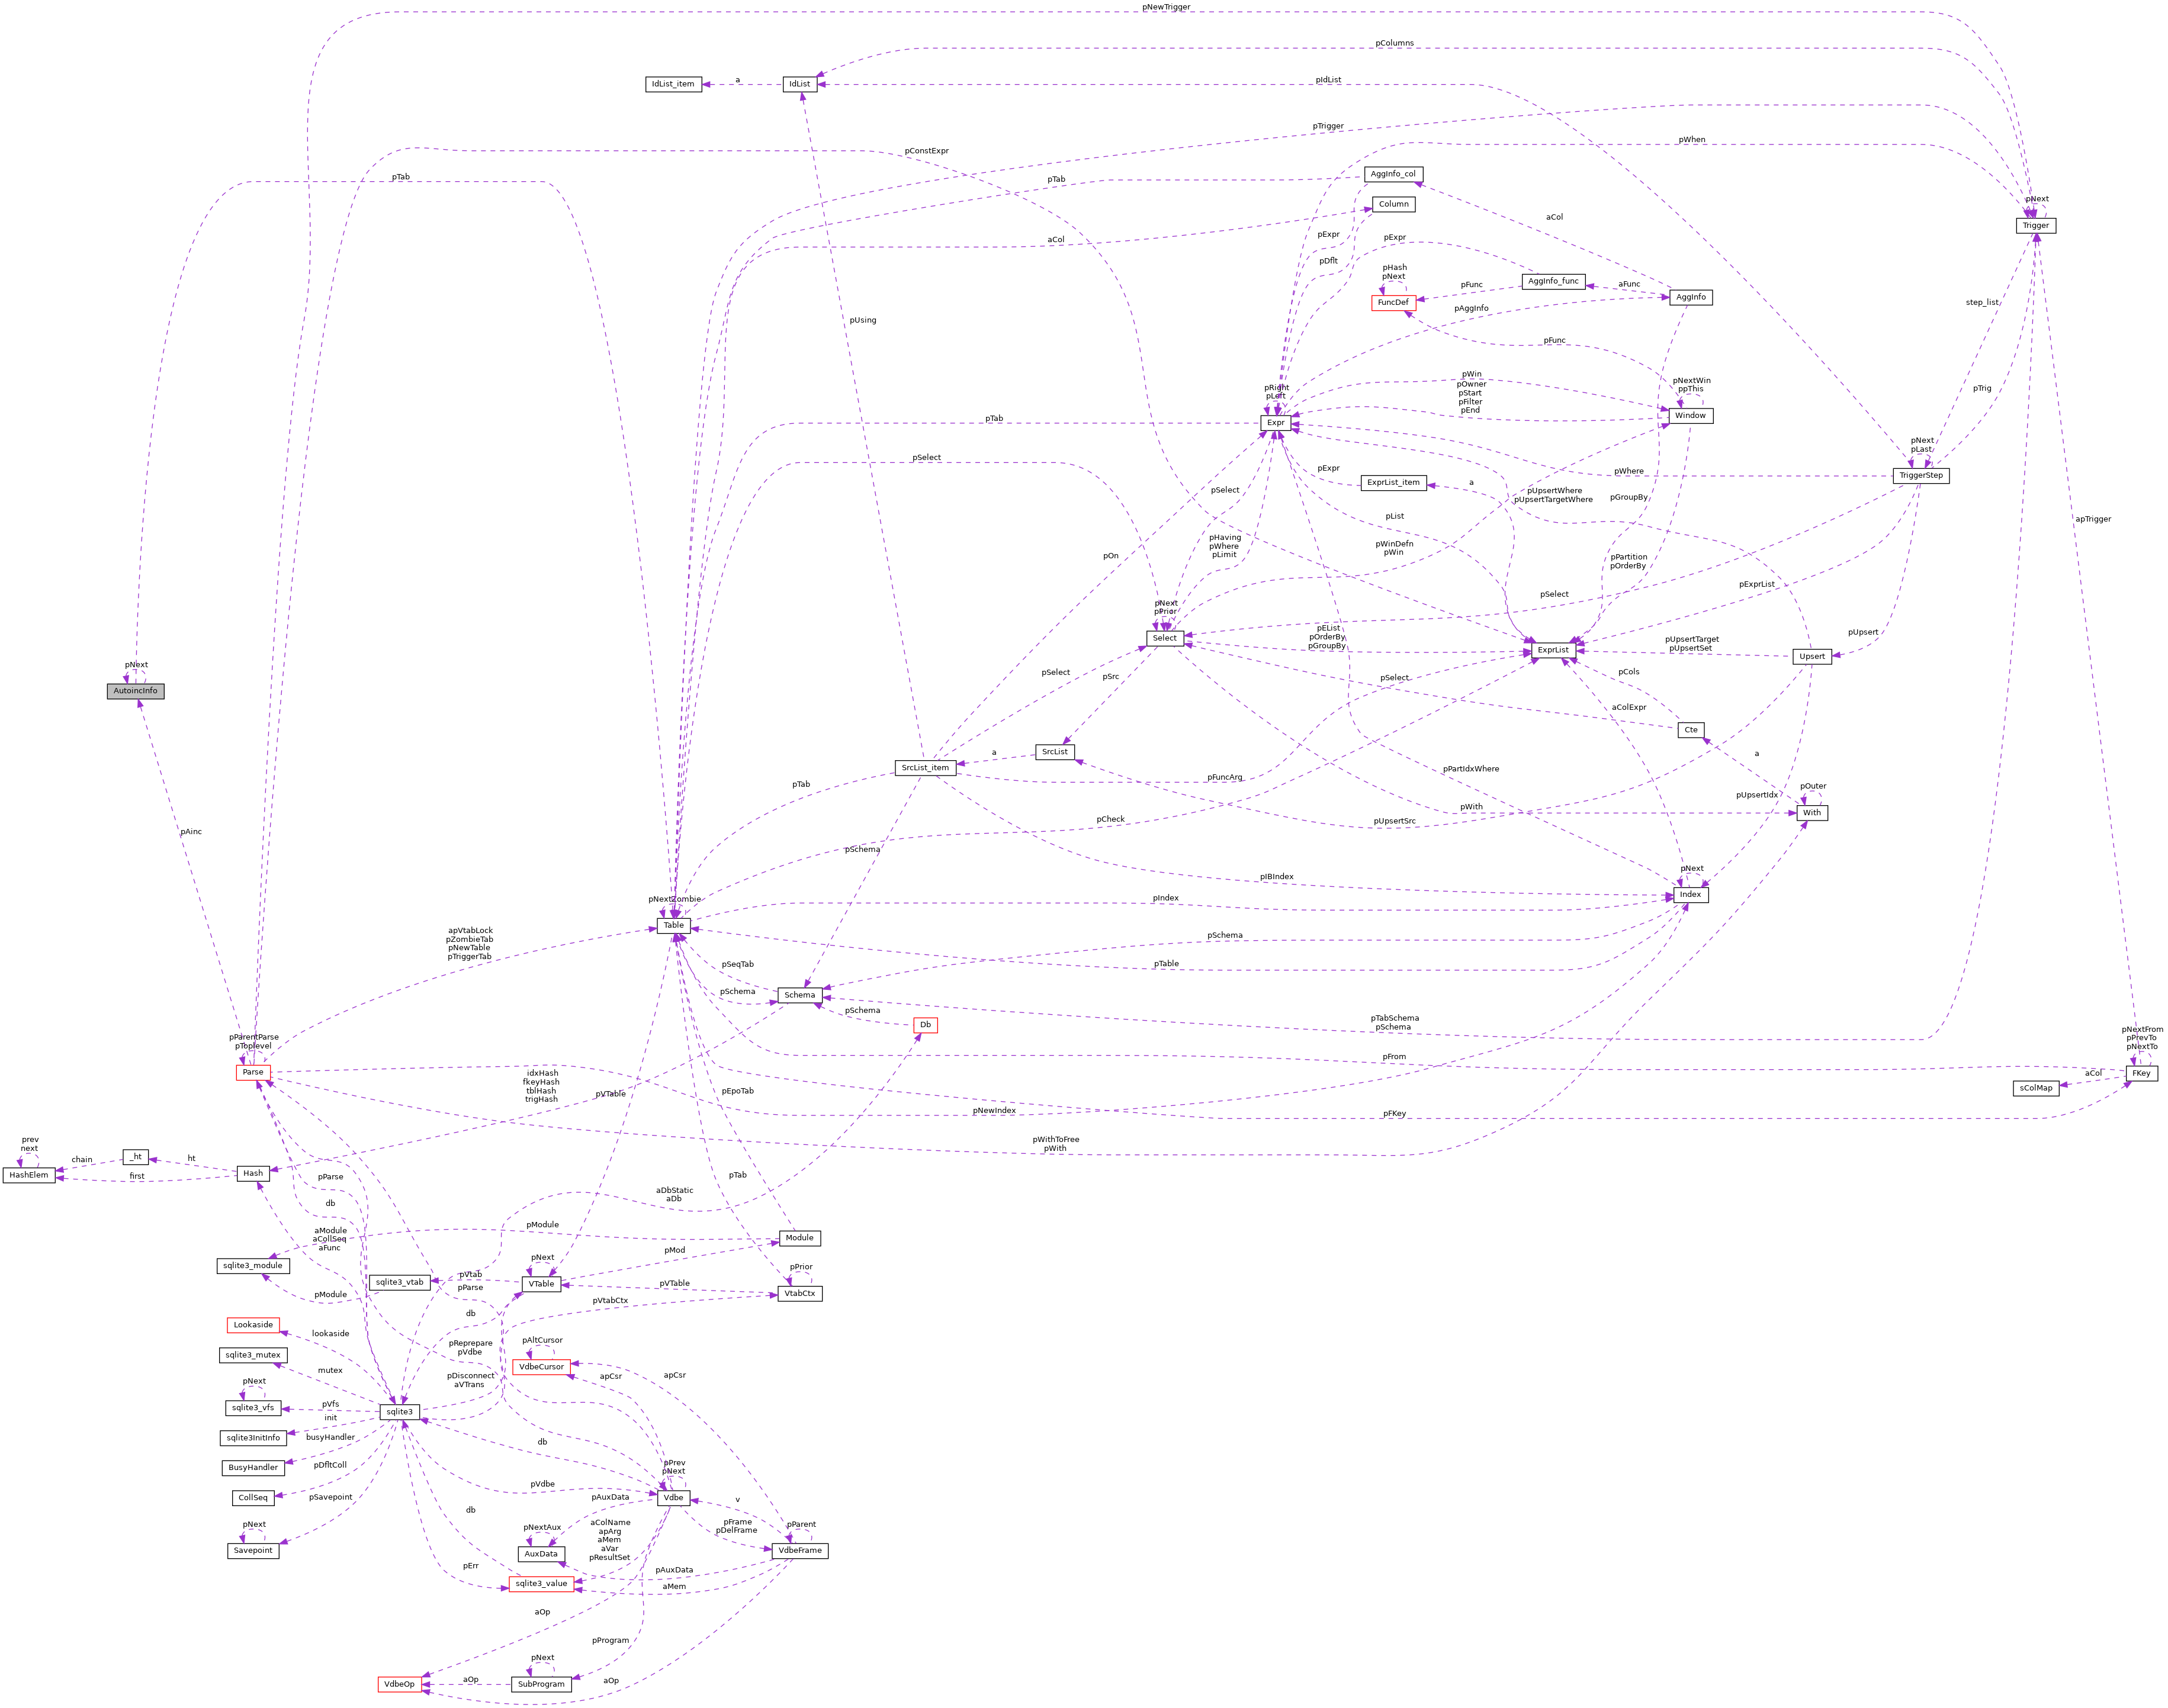 pNewTrigger
pColumns
IdList_item
a
IdList
pIdList
pTrigger
pWhen
pConstExpr
pTab
AggInfo_col
pTab
pNext
Column
aCol
Trigger
pExpr
pExpr
aCol
pDflt
pHash
pNext
AggInfo_func
aFunc
pFunc
AggInfo
FuncDef
step_list
pUsing
pAggInfo
pFunc
pWin
pNextWin
ppThis
pTrig
pRight
pLeft
pOwner
pStart
pFilter
pEnd
Window
pTab
Expr
pSelect
pExpr
pWhere
pNext
pLast
TriggerStep
ExprList_item
a
pSelect
pUpsertWhere
pUpsertTargetWhere
pGroupBy
pList
apTrigger
pHaving
pWhere
pLimit
pWinDefn
pWin
pOn
pPartition
pOrderBy
pExprList
pSelect
pNext
pPrior
Select
pEList
pOrderBy
pGroupBy
pUpsertTarget
pUpsertSet
pUpsert
ExprList
Upsert
pNext
AutoincInfo
pSelect
pSrc
pSelect
pCols
aColExpr
Cte
SrcList
a
a
SrcList_item
pTab
pFuncArg
pPartIdxWhere
pOuter
pUpsertIdx
pWith
With
pCheck
pUpsertSrc
pAinc
pSchema
pIBIndex
pNext
Index
pNextZombie
pIndex
Table
apVtabLock
pZombieTab
pNewTable
pTriggerTab
pSchema
pSeqTab
pTable
pSchema
Schema
pSchema
Db
pTabSchema
pSchema
pParentParse
pToplevel
Parse
pFrom
pNextFrom
pPrevTo
pNextTo
FKey
aCol
sColMap
idxHash
fkeyHash
tblHash
trigHash
pVTable
pEpoTab
pNewIndex
pFKey
pWithToFree
pWith
prev
next
chain
_ht
ht
HashElem
first
Hash
pParse
pTab
db
aDbStatic
aDb
aModule
aCollSeq
aFunc
pModule
Module
pMod
sqlite3_module
pNext
pPrior
sqlite3_vtab
pVtab
VTable
pVTable
VtabCtx
pModule
pParse
pVtabCtx
db
Lookaside
lookaside
pReprepare
pVdbe
pAltCursor
VdbeCursor
sqlite3_mutex
mutex
pNext
pDisconnect
aVTrans
apCsr
apCsr
sqlite3_vfs
pVfs
sqlite3
init
sqlite3InitInfo
busyHandler
db
BusyHandler
pDfltColl
pPrev
pNext
pVdbe
Vdbe
CollSeq
pSavepoint
pAuxData
v
db
aColName
apArg
aMem
aVar
pResultSet
pFrame
pDelFrame
pParent
pNext
Savepoint
pNextAux
AuxData
VdbeFrame
pErr
pAuxData
sqlite3_value
aMem
aOp
pProgram
pNext
VdbeOp
aOp
SubProgram
aOp